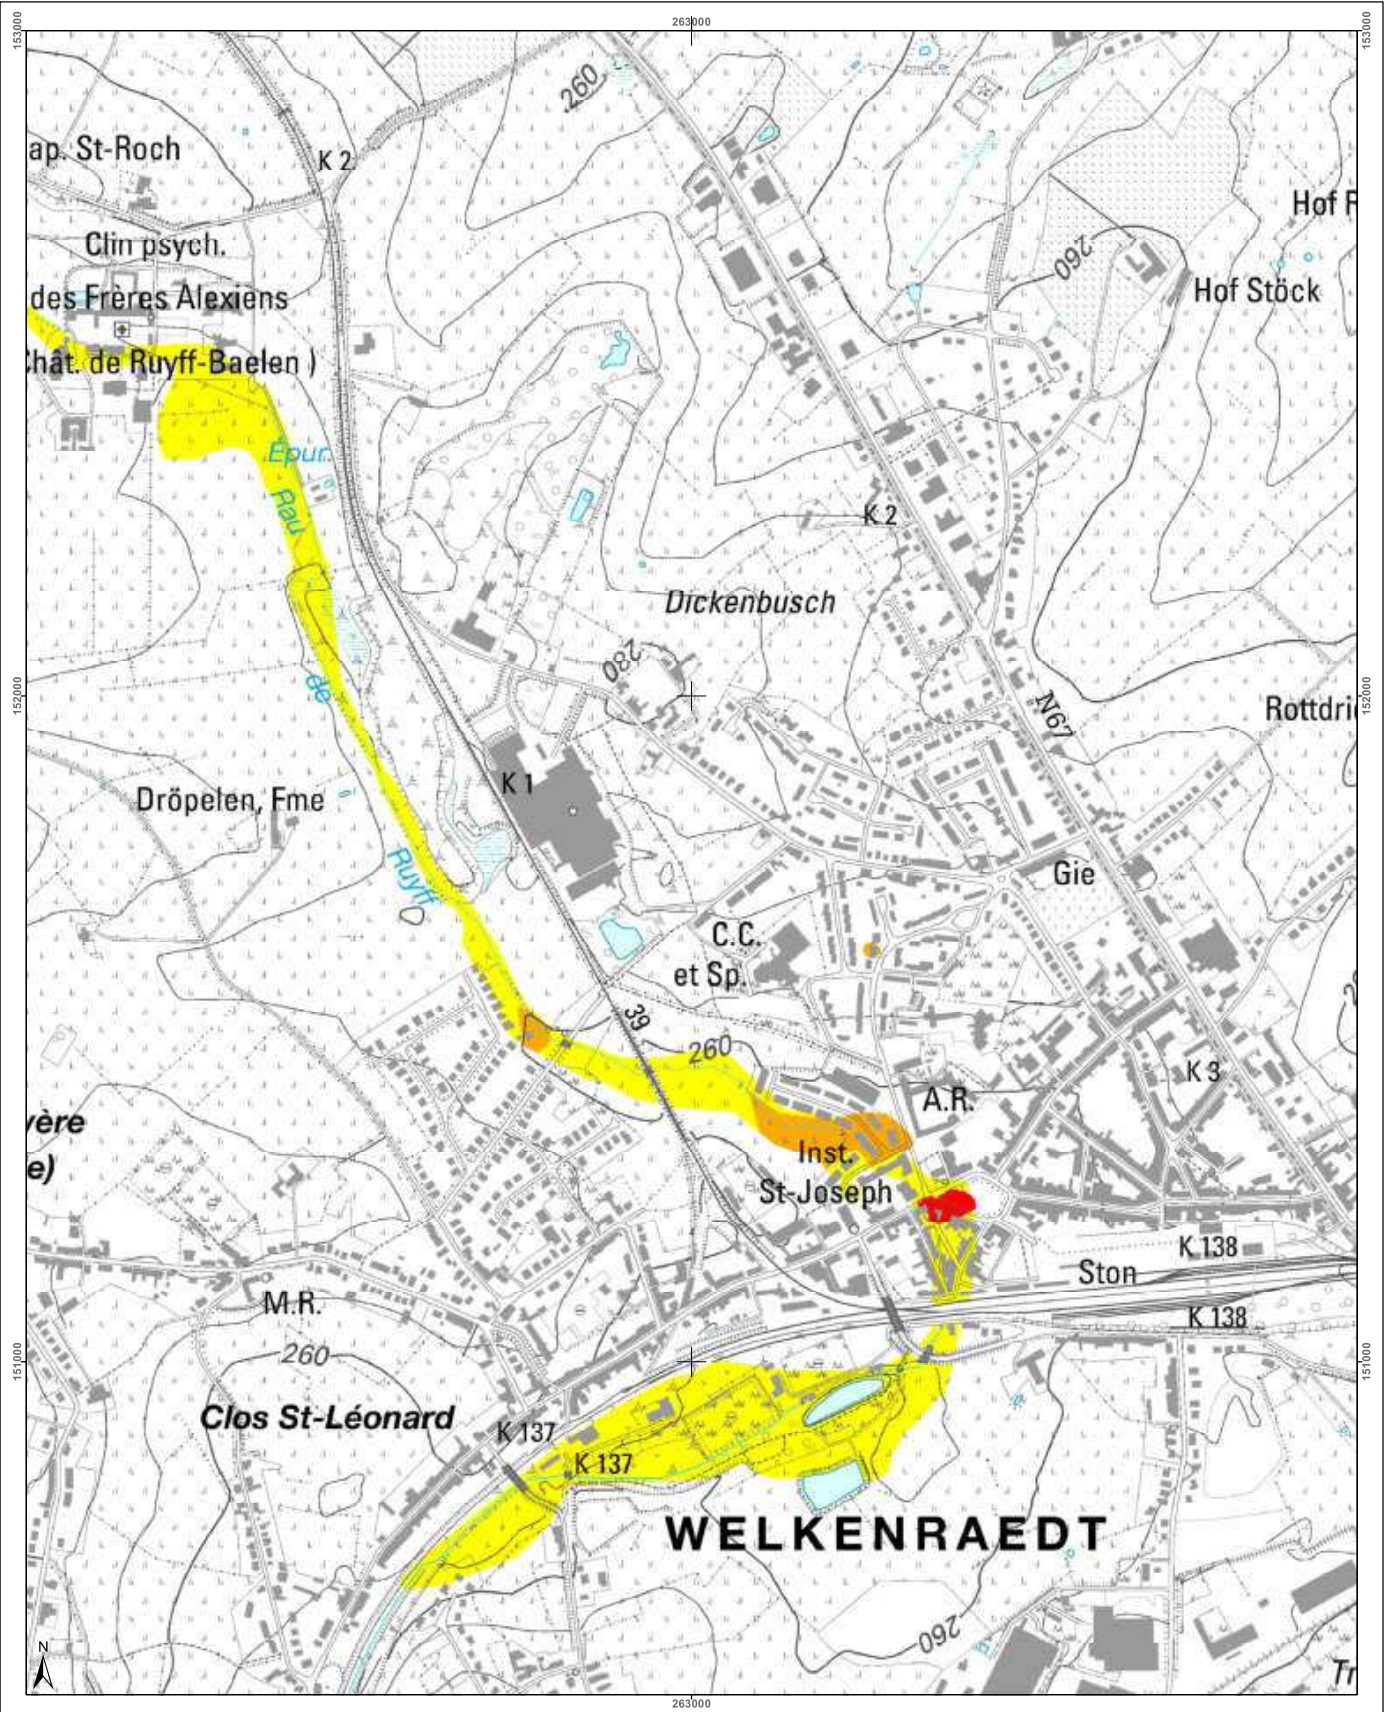 263000
153000
153000
260
ap. St-Roch
K 2
Hof R
Clin psych.
260
des Frères Alexiens
Hof Stöck
Chât. de Ruyff-Baelen )
Épur.
Rau
K 2
Dickenbusch
280
de
152000
152000
N67
Rottdri
K 1
Dröpelen, Fme
Ruyff
Gie
C.C.
et Sp.
39
260
K 3
A.R.
yère
e)
Inst.
St-Joseph
K 138
Ston
M.R.
K 138
260
151000
151000
Clos St-Léonard
K 137
K 137
WELKENRAEDT
260
N
Tr
263000